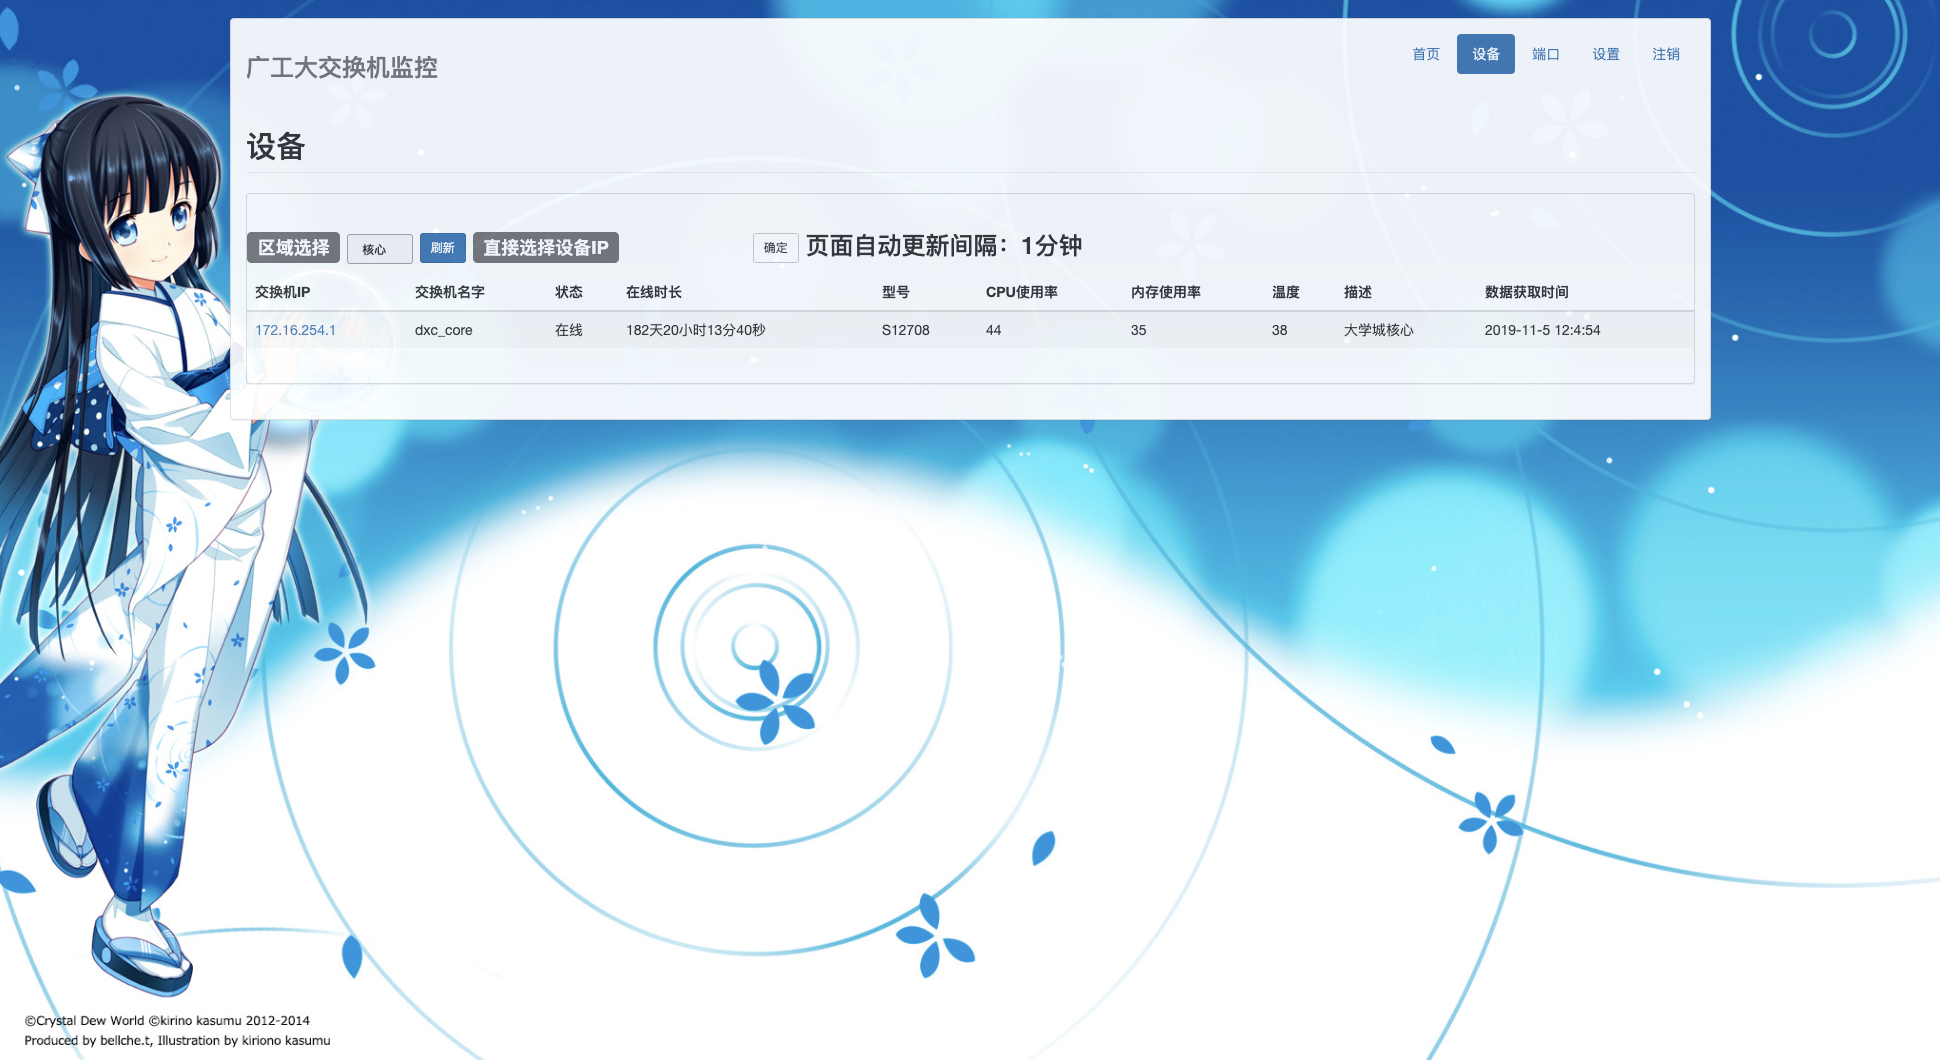 广工大交换机监控
首页 设备 端口 设置 注销
设备
区域选择 核心 刷新 直接选择设备IP 确定 页面自动更新间隔：1分钟
交换机IP 交换机名字 状态 在线时长 型号 CPU使用率 内存使用率 温度 描述 数据获取时间
172.16.254.1 dxc_core 在线 182天20小时13分40秒 S12708 44 35 38 大学城核心 2019-11-5 12:4:54
©Crystal Dew World ©kirino kasumu 2012-2014
Produced by bellche.t, Illustration by kiriono kasumu